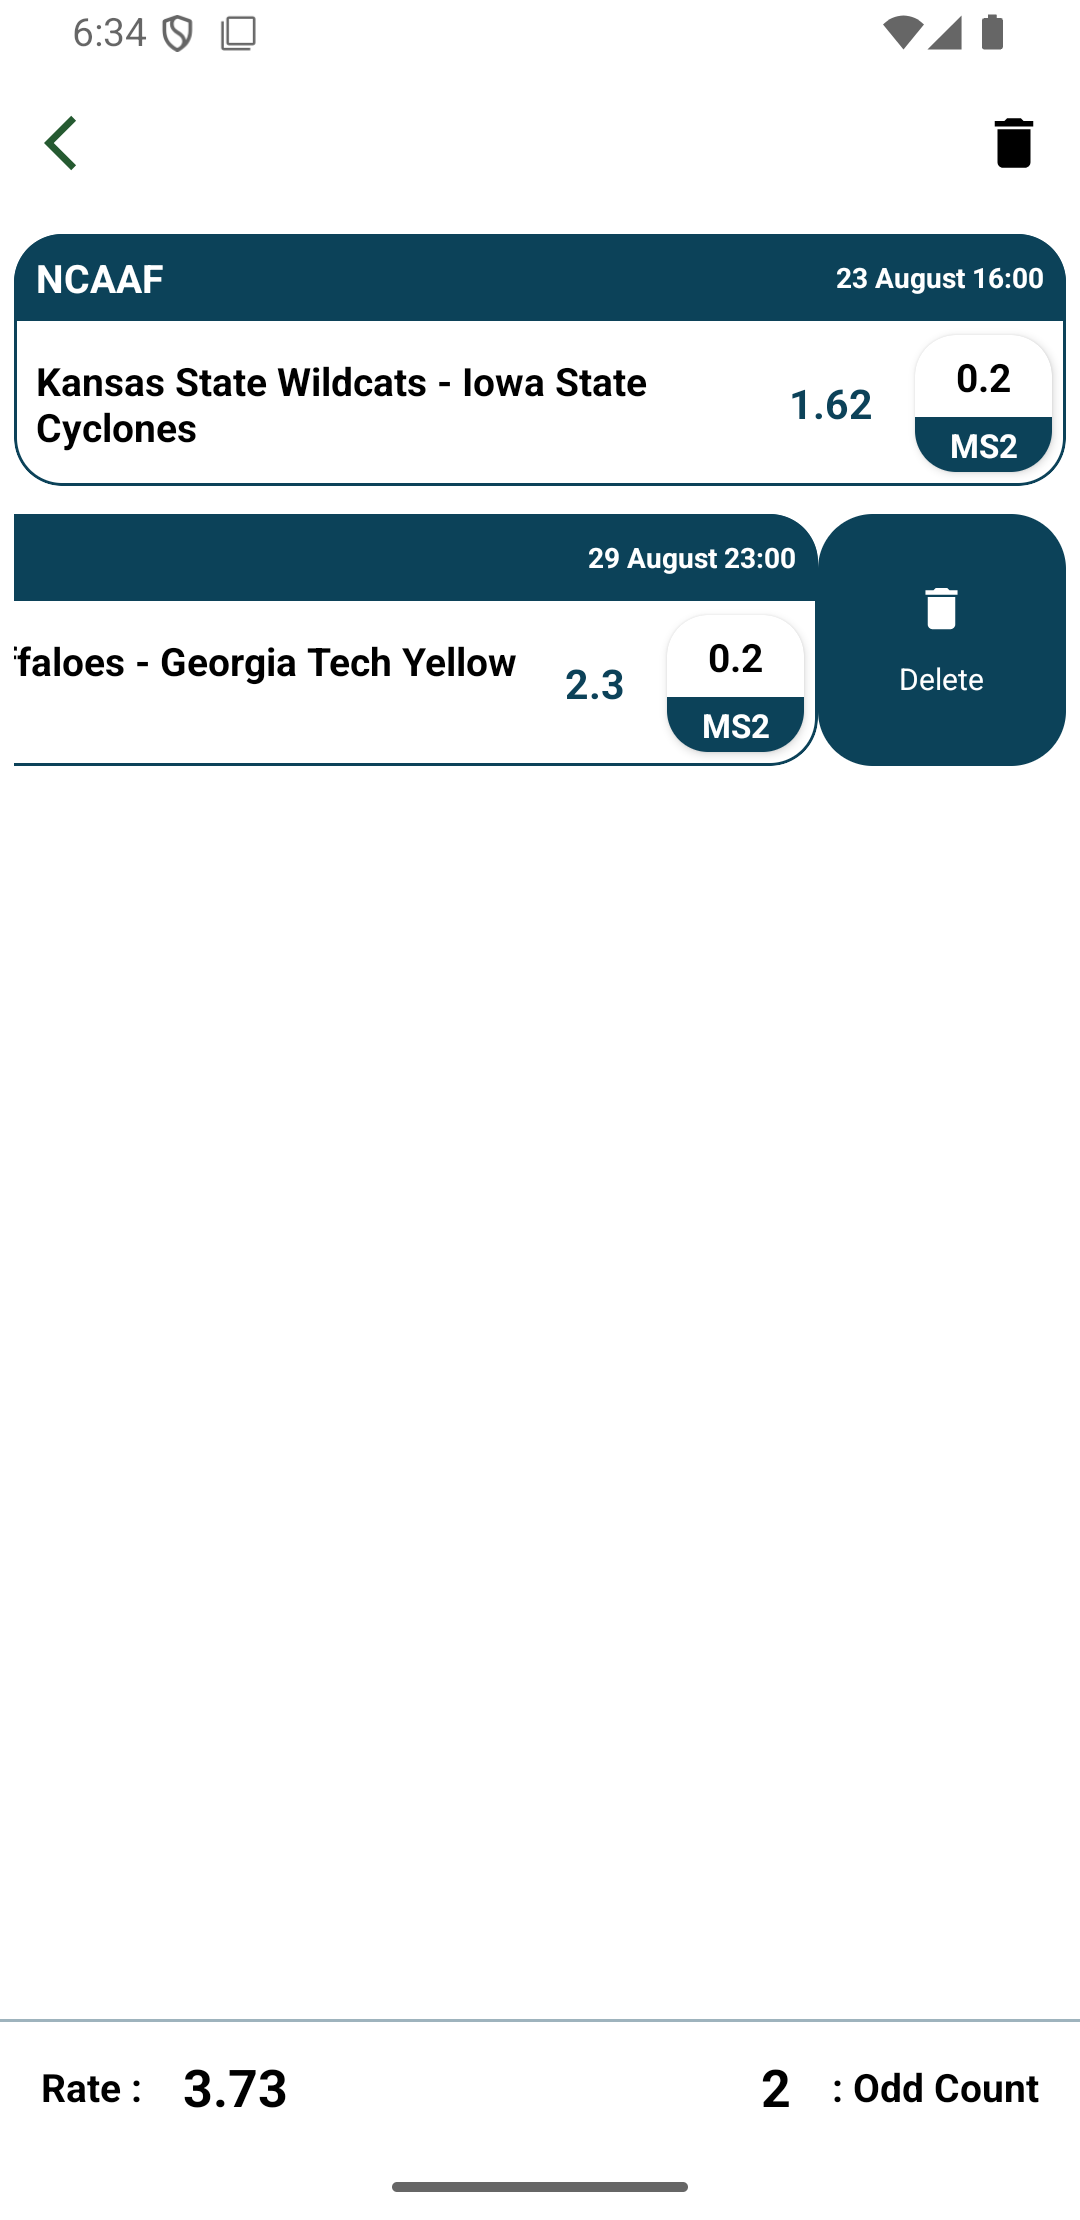 6:34
NCAAF
23 August 16:00
Kansas State Wildcats - Iowa State
Cyclones
1.62
0.2
MS2
29 August 23:00
ffaloes - Georgia Tech Yellow
2.3
0.2
MS2
Delete
Rate :
3.73
2
: Odd Count